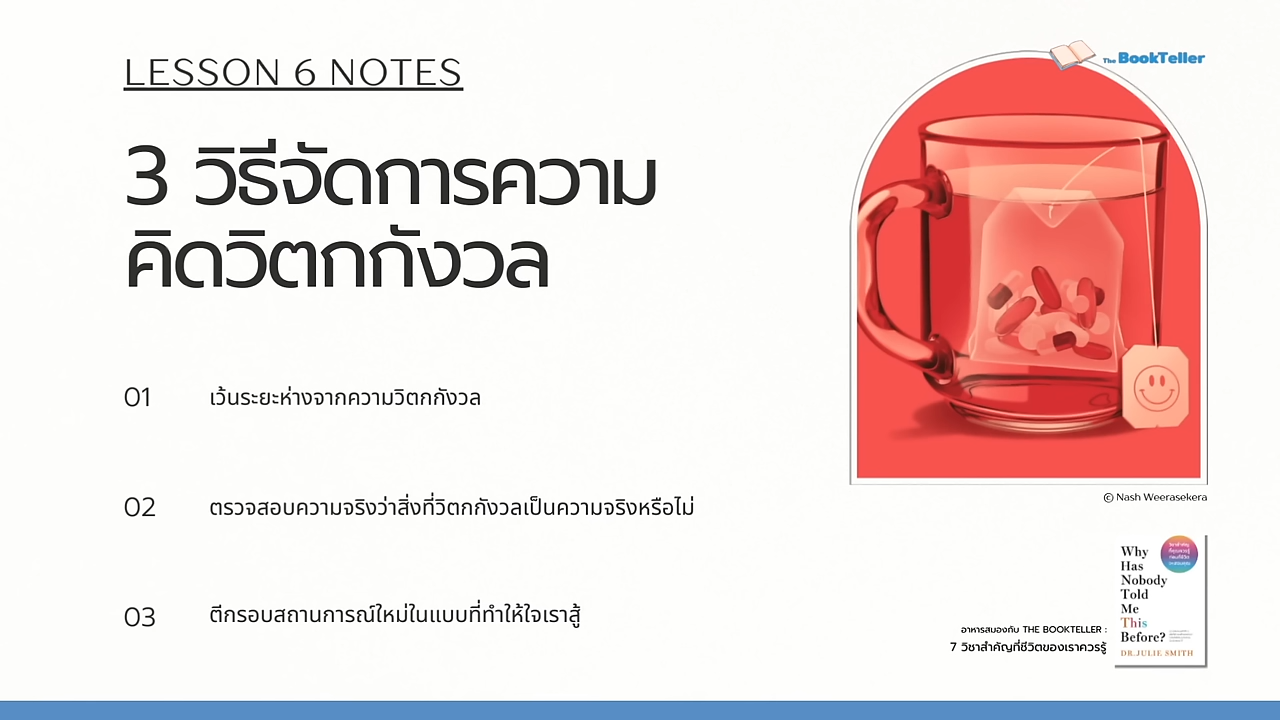 LESSON 6 NOTES
The BookTeller
3 วิธีจัดการความ
คิดวิตกกังวล
01 เว้นระยะห่างจากความวิตกกังวล
02 ตรวจสอบความจริงว่าสิ่งที่วิตกกังวลเป็นความจริงหรือไม่
03 ตีกรอบสถานการณ์ใหม่ในแบบที่ทำให้ใจเราสู้
© Nash Weerasekera
Why
Has
Nobody
Told
Me
This
Before?
DR.JULIE SMITH
อาหารสมองกับ THE BOOKTELLER :
7 วิชาสำคัญที่ชีวิตของเราควรรู้